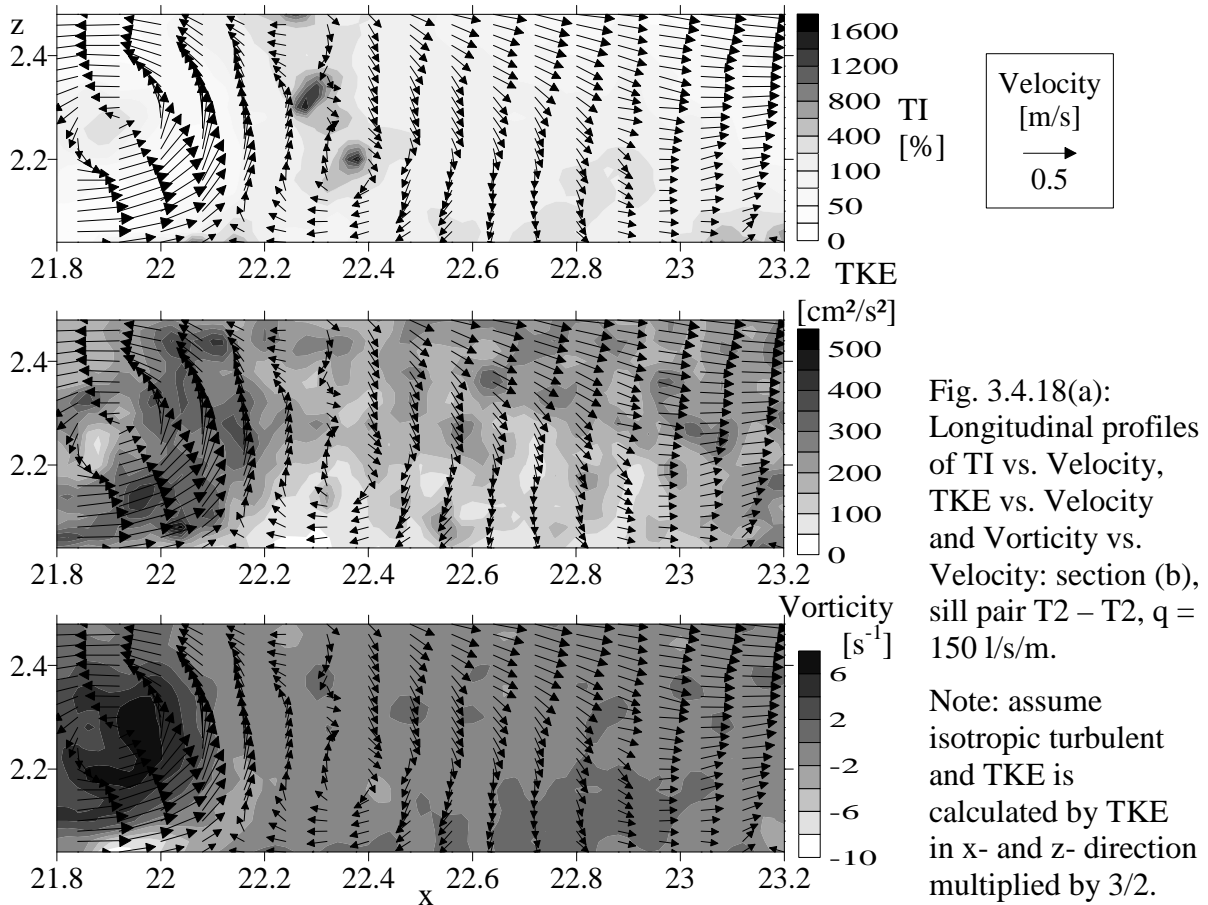 z
2.4
2.2
21.8 22 22.2 22.4 22.6 22.8 23 23.2
1600
1200
800
400
100
50
0
TI
[%]
Velocity
[m/s]
0.5
TKE
[cm²/s²]
2.4
2.2
21.8 22 22.2 22.4 22.6 22.8 23 23.2
500
400
300
200
100
0
Vorticity
[s-1]
2.4
2.2
21.8 22 22.2 22.4 22.6 22.8 23 23.2
x
6
2
-2
-6
-10
Fig. 3.4.18(a):
Longitudinal profiles
of TI vs. Velocity,
TKE vs. Velocity
and Vorticity vs.
Velocity: section (b),
sill pair T2 – T2, q =
150 l/s/m.
Note: assume
isotropic turbulent
and TKE is
calculated by TKE
in x- and z- direction
multiplied by 3/2.